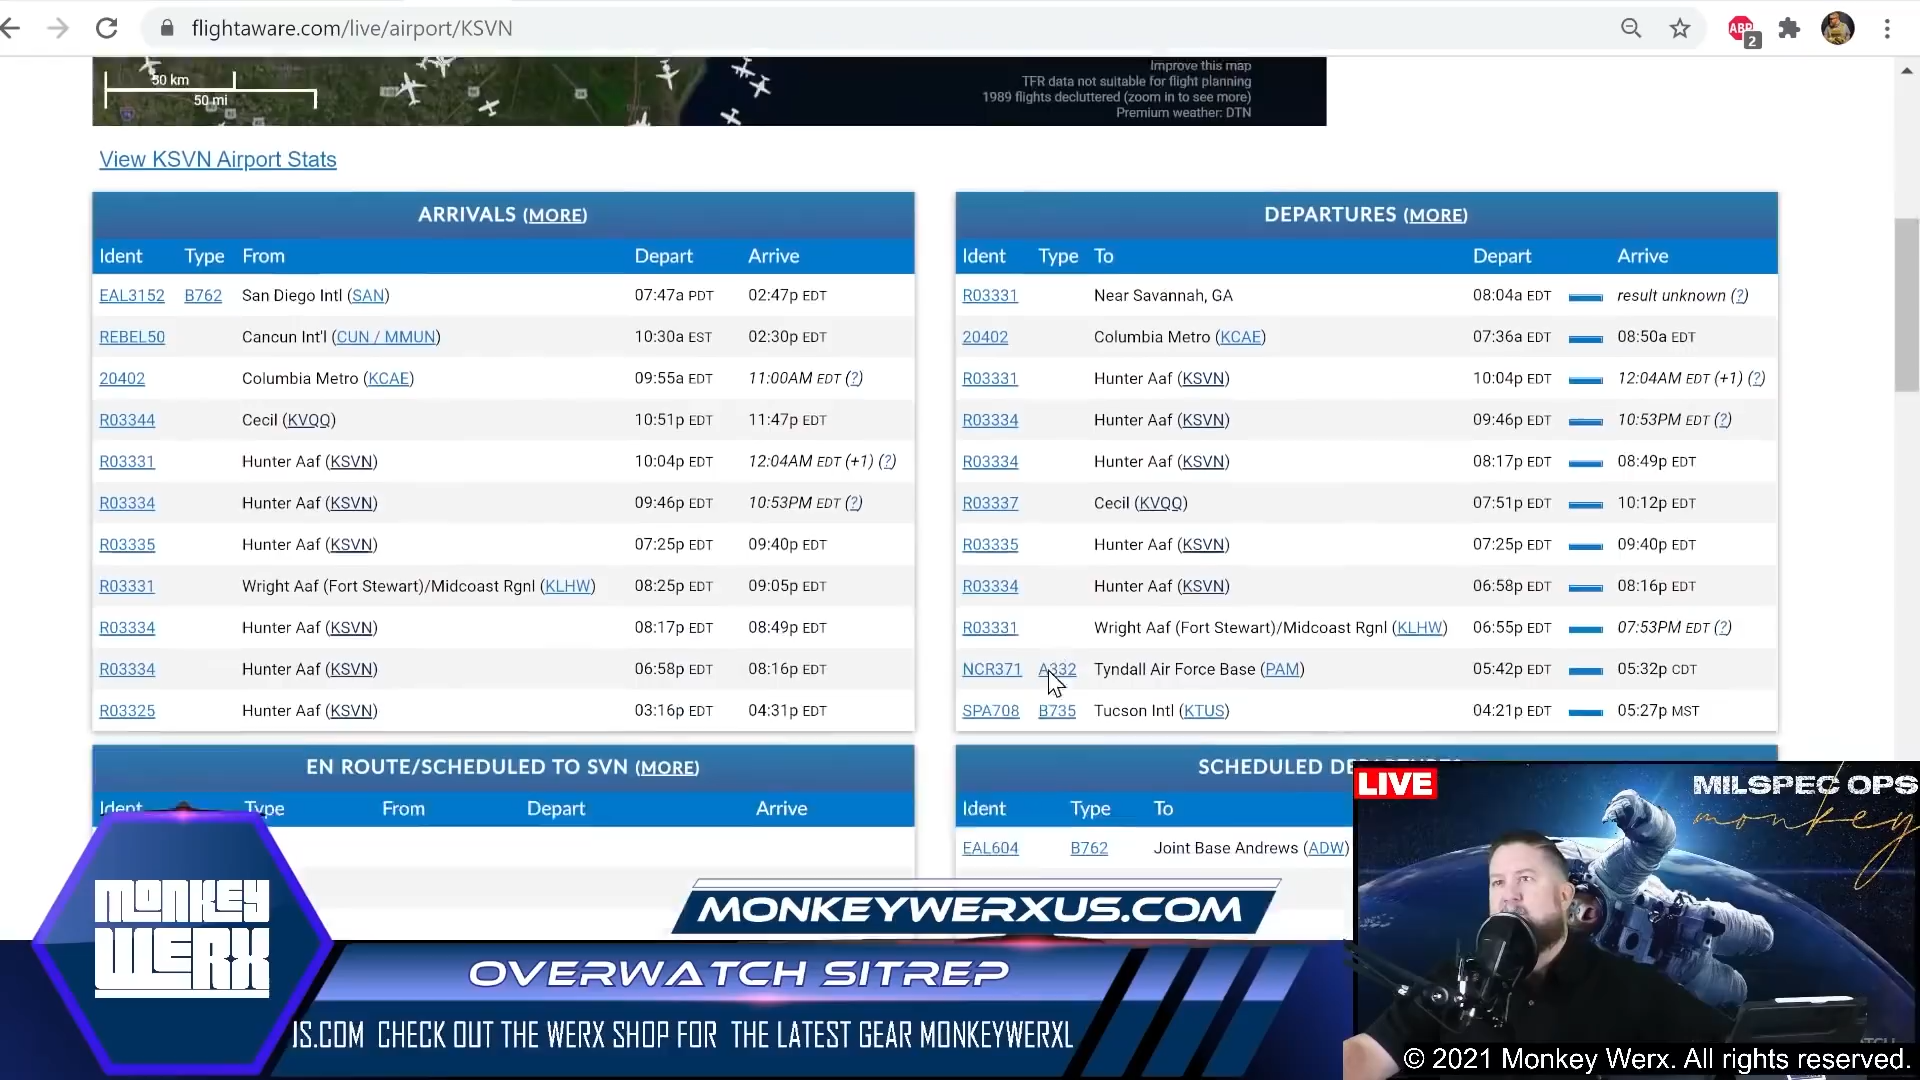 flightaware.com/live/airport/KSVN
ABP
2
50 km
50 mi
Improve this map
TFR data not suitable for flight planning
1989 flights decluttered (zoom in to see more)
Premium weather: DTN
View KSVN Airport Stats
ARRIVALS (MORE)
Ident Type From Depart Arrive
EAL3152 B762 San Diego Intl (SAN) 07:47a PDT 02:47p EDT
REBEL50 Cancun Int'l (CUN / MMUN) 10:30a EST 02:30p EDT
20402 Columbia Metro (KCAE) 09:55a EDT 11:00AM EDT (?)
R03344 Cecil (KVQQ) 10:51p EDT 11:47p EDT
R03331 Hunter Aaf (KSVN) 10:04p EDT 12:04AM EDT (+1) (?)
R03334 Hunter Aaf (KSVN) 09:46p EDT 10:53PM EDT (?)
R03335 Hunter Aaf (KSVN) 07:25p EDT 09:40p EDT
R03331 Wright Aaf (Fort Stewart)/Midcoast Rgnl (KLHW) 08:25p EDT 09:05p EDT
R03334 Hunter Aaf (KSVN) 08:17p EDT 08:49p EDT
R03334 Hunter Aaf (KSVN) 06:58p EDT 08:16p EDT
R03325 Hunter Aaf (KSVN) 03:16p EDT 04:31p EDT
DEPARTURES (MORE)
Ident Type To Depart Arrive
R03331 Near Savannah, GA 08:04a EDT result unknown (?)
20402 Columbia Metro (KCAE) 07:36a EDT 08:50a EDT
R03331 Hunter Aaf (KSVN) 10:04p EDT 12:04AM EDT (+1) (?)
R03334 Hunter Aaf (KSVN) 09:46p EDT 10:53PM EDT (?)
R03334 Hunter Aaf (KSVN) 08:17p EDT 08:49p EDT
R03337 Cecil (KVQQ) 07:51p EDT 10:12p EDT
R03335 Hunter Aaf (KSVN) 07:25p EDT 09:40p EDT
R03334 Hunter Aaf (KSVN) 06:58p EDT 08:16p EDT
R03331 Wright Aaf (Fort Stewart)/Midcoast Rgnl (KLHW) 06:55p EDT 07:53PM EDT (?)
NCR371 A332 Tyndall Air Force Base (PAM) 05:42p EDT 05:32p CDT
SPA708 B735 Tucson Intl (KTUS) 04:21p EDT 05:27p MST
EN ROUTE/SCHEDULED TO SVN (MORE)
Ident Type From Depart Arrive
SCHEDULED
Ident Type To
EAL604 B762 Joint Base Andrews (ADW)
LIVE
MILSPEC OPS
monkey
MONKEY
WERX
MONKEYWERXUS.COM
OVERWATCH SITREP
JS.COM CHECK OUT THE WERX SHOP FOR THE LATEST GEAR MONKEYWERXU
© 2021 Monkey Werx. All rights reserved.